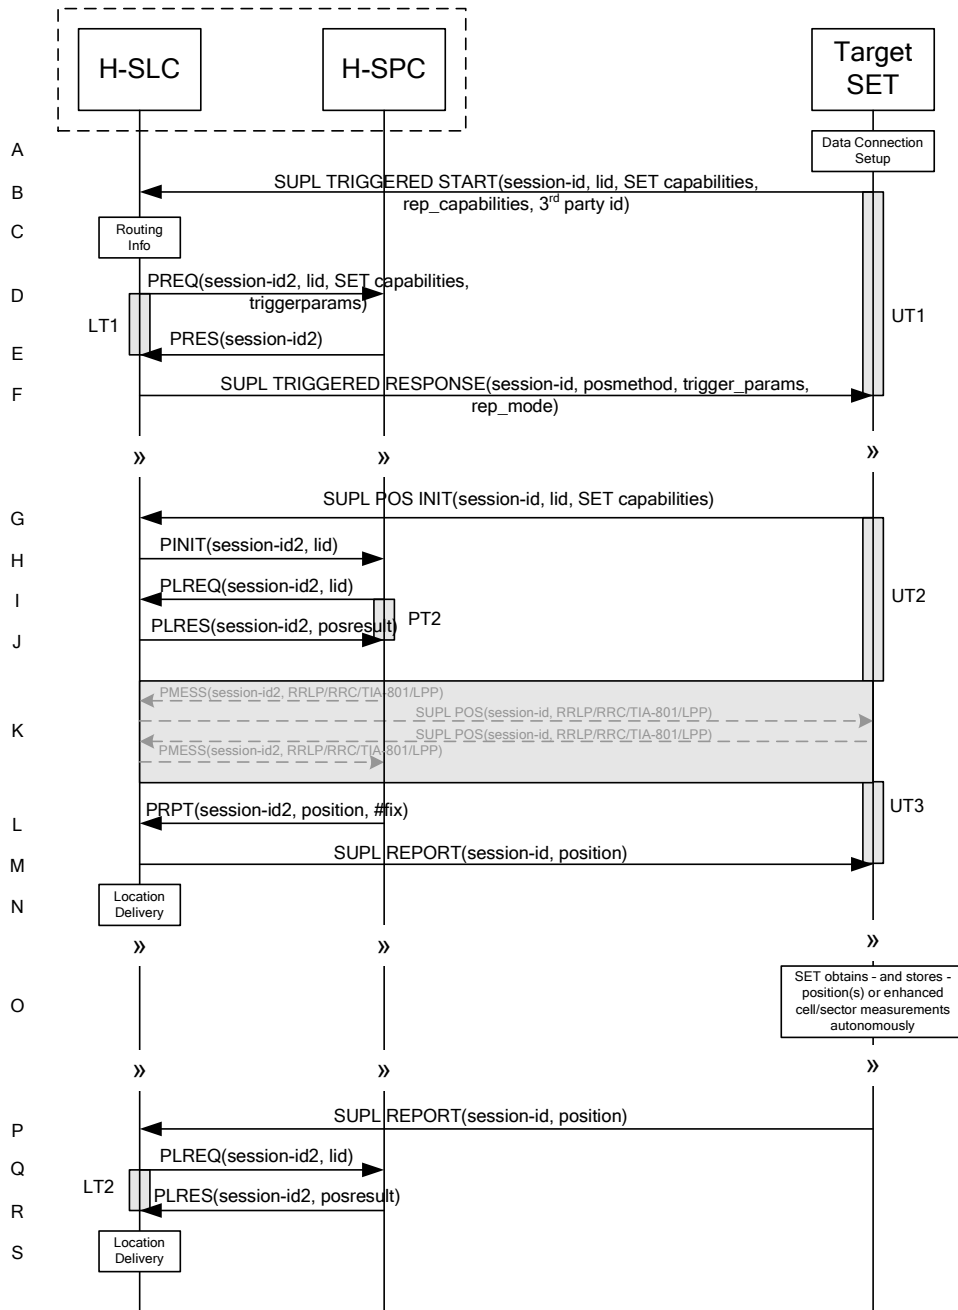 H-SLC
H-SPC
Target
SET
A
Data Connection
Setup
B
SUPL TRIGGERED START(session-id, lid, SET capabilities,
rep_capabilities, 3rd party id)
C
Routing
Info
D
PREQ(session-id2, lid, SET capabilities,
triggerparams)
LT1
UT1
E
PRES(session-id2)
F
SUPL TRIGGERED RESPONSE(session-id, posmethod, trigger_params,
rep_mode)
»
»
»
G
SUPL POS INIT(session-id, lid, SET capabilities)
H
PINIT(session-id2, lid)
I
PLREQ(session-id2, lid)
PT2
UT2
J
PLRES(session-id2, posresult)
K
PMESS(session-id2, RRLP/RRC/TIA-801/LPP)
SUPL POS(session-id, RRLP/RRC/TIA-801/LPP)
SUPL POS(session-id, RRLP/RRC/TIA-801/LPP)
PMESS(session-id2, RRLP/RRC/TIA-801/LPP)
L
PRPT(session-id2, position, #fix)
UT3
M
SUPL REPORT(session-id, position)
N
Location
Delivery
»
»
»
O
SET obtains - and stores -
position(s) or enhanced
cell/sector measurements
autonomously
»
»
»
P
SUPL REPORT(session-id, position)
Q
PLREQ(session-id2, lid)
LT2
R
PLRES(session-id2, posresult)
S
Location
Delivery